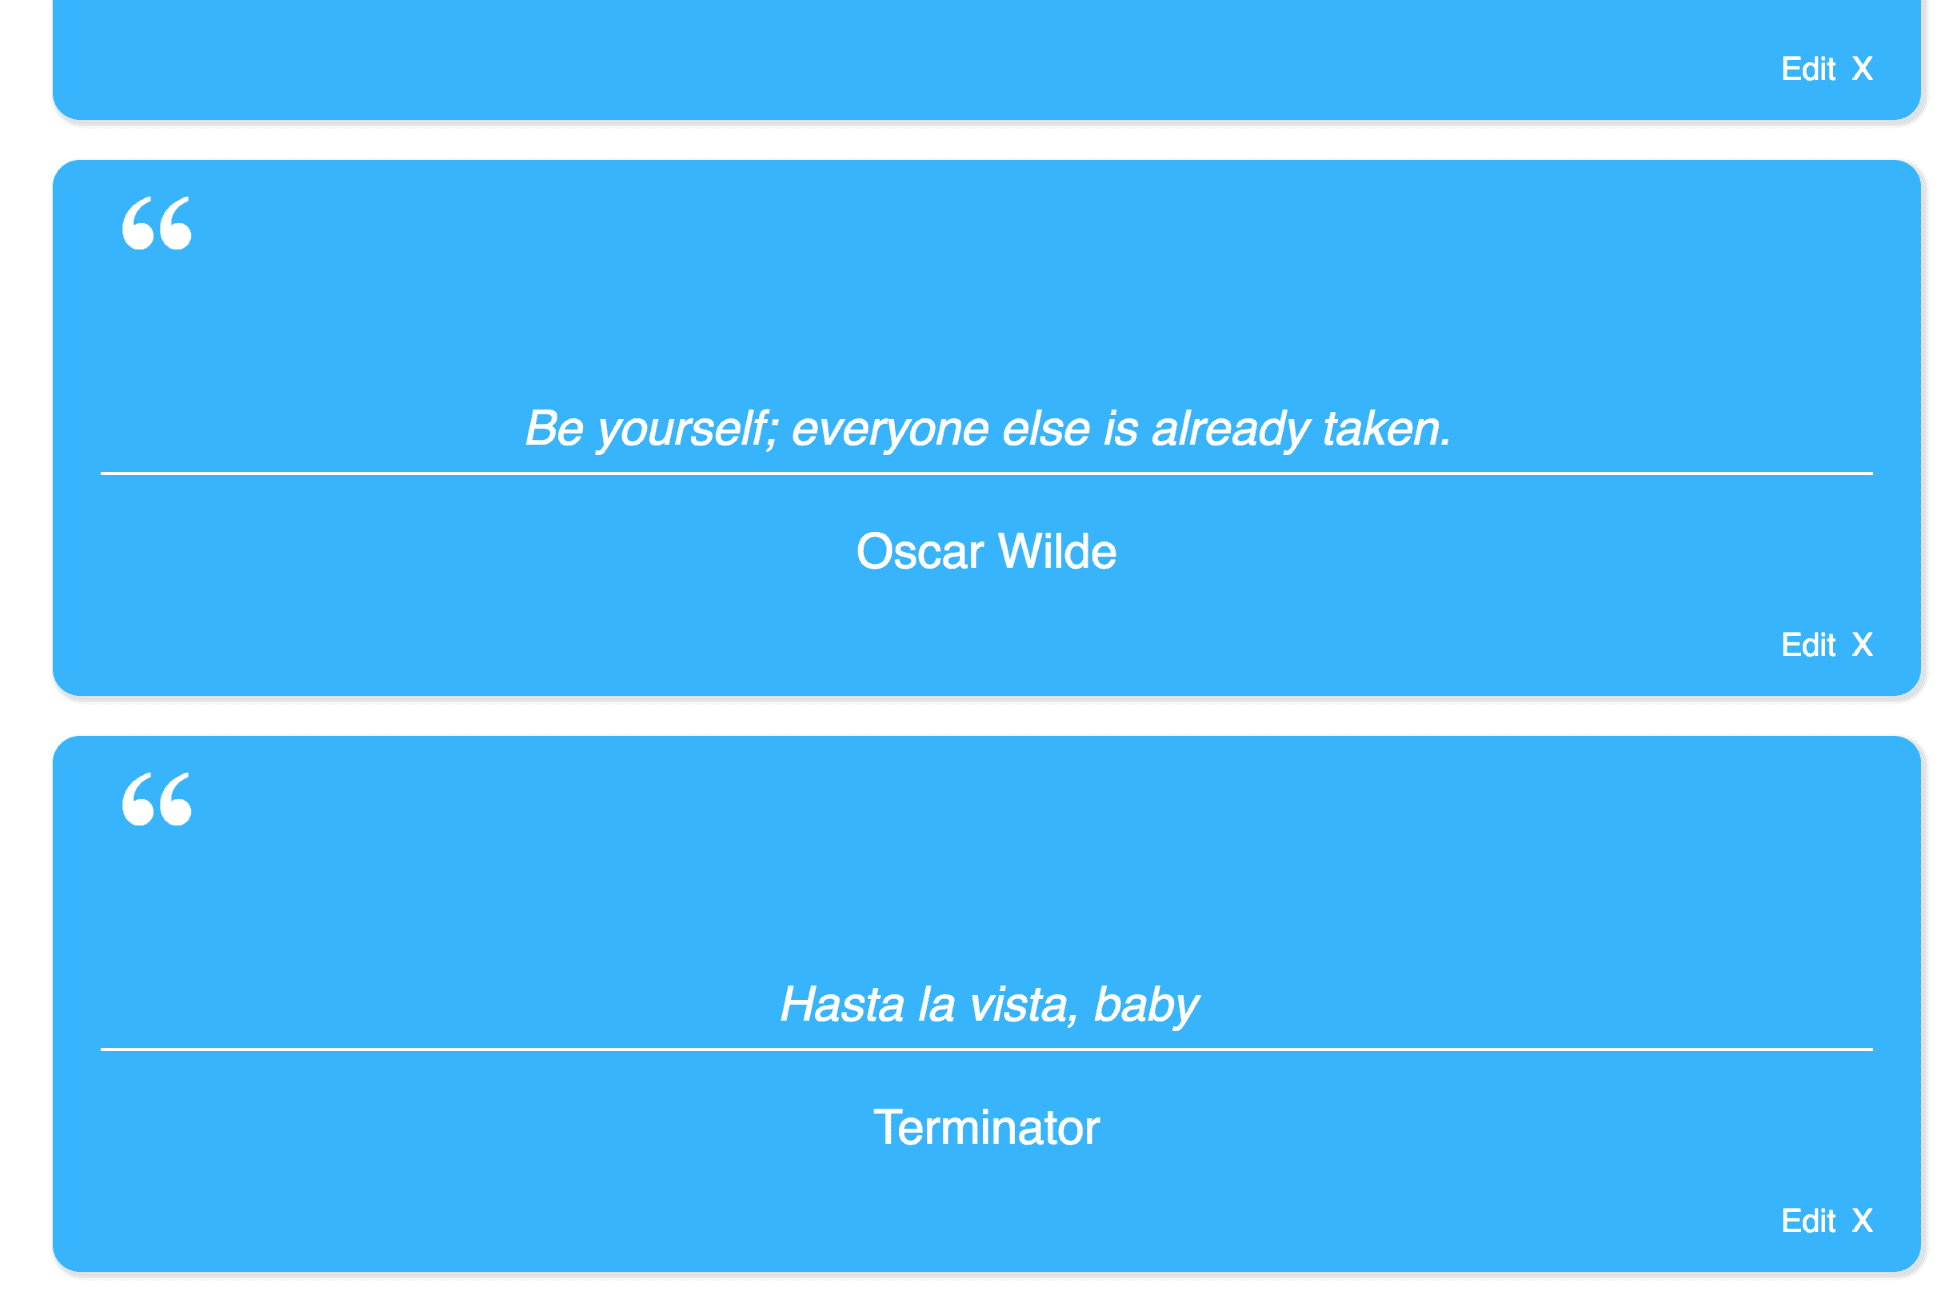 Edit X
“
Be yourself; everyone else is already taken.
Oscar Wilde
Edit X
“
Hasta la vista, baby
Terminator
Edit X